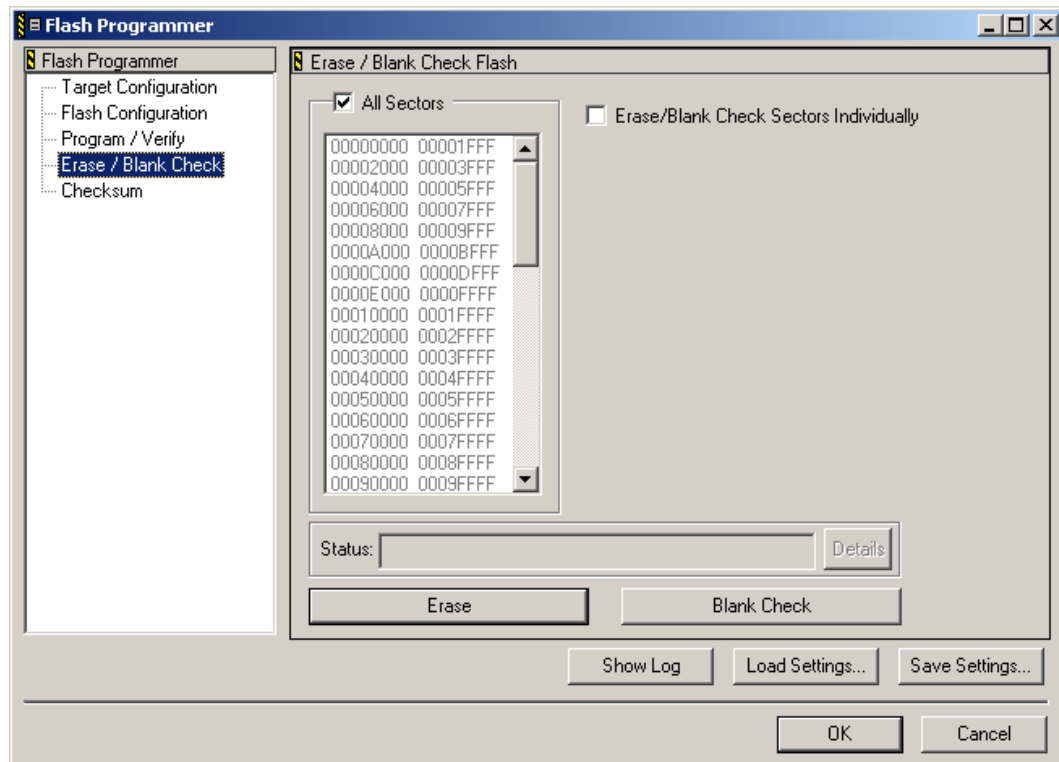 Flash Programmer
Flash Programmer
Target Configuration
Flash Configuration
Program / Verify
Erase / Blank Check
Checksum
Erase / Blank Check Flash
All Sectors
Erase/Blank Check Sectors Individually
00000000 00001FFF
00002000 00003FFF
00004000 00005FFF
00006000 00007FFF
00008000 00009FFF
0000A000 0000BFFF
0000C000 0000DFFF
0000E000 0000FFFF
00010000 0001FFFF
00020000 0002FFFF
00030000 0003FFFF
00040000 0004FFFF
00050000 0005FFFF
00060000 0006FFFF
00070000 0007FFFF
00080000 0008FFFF
00090000 0009FFFF
Status:
Details
Erase
Blank Check
Show Log
Load Settings...
Save Settings...
OK
Cancel